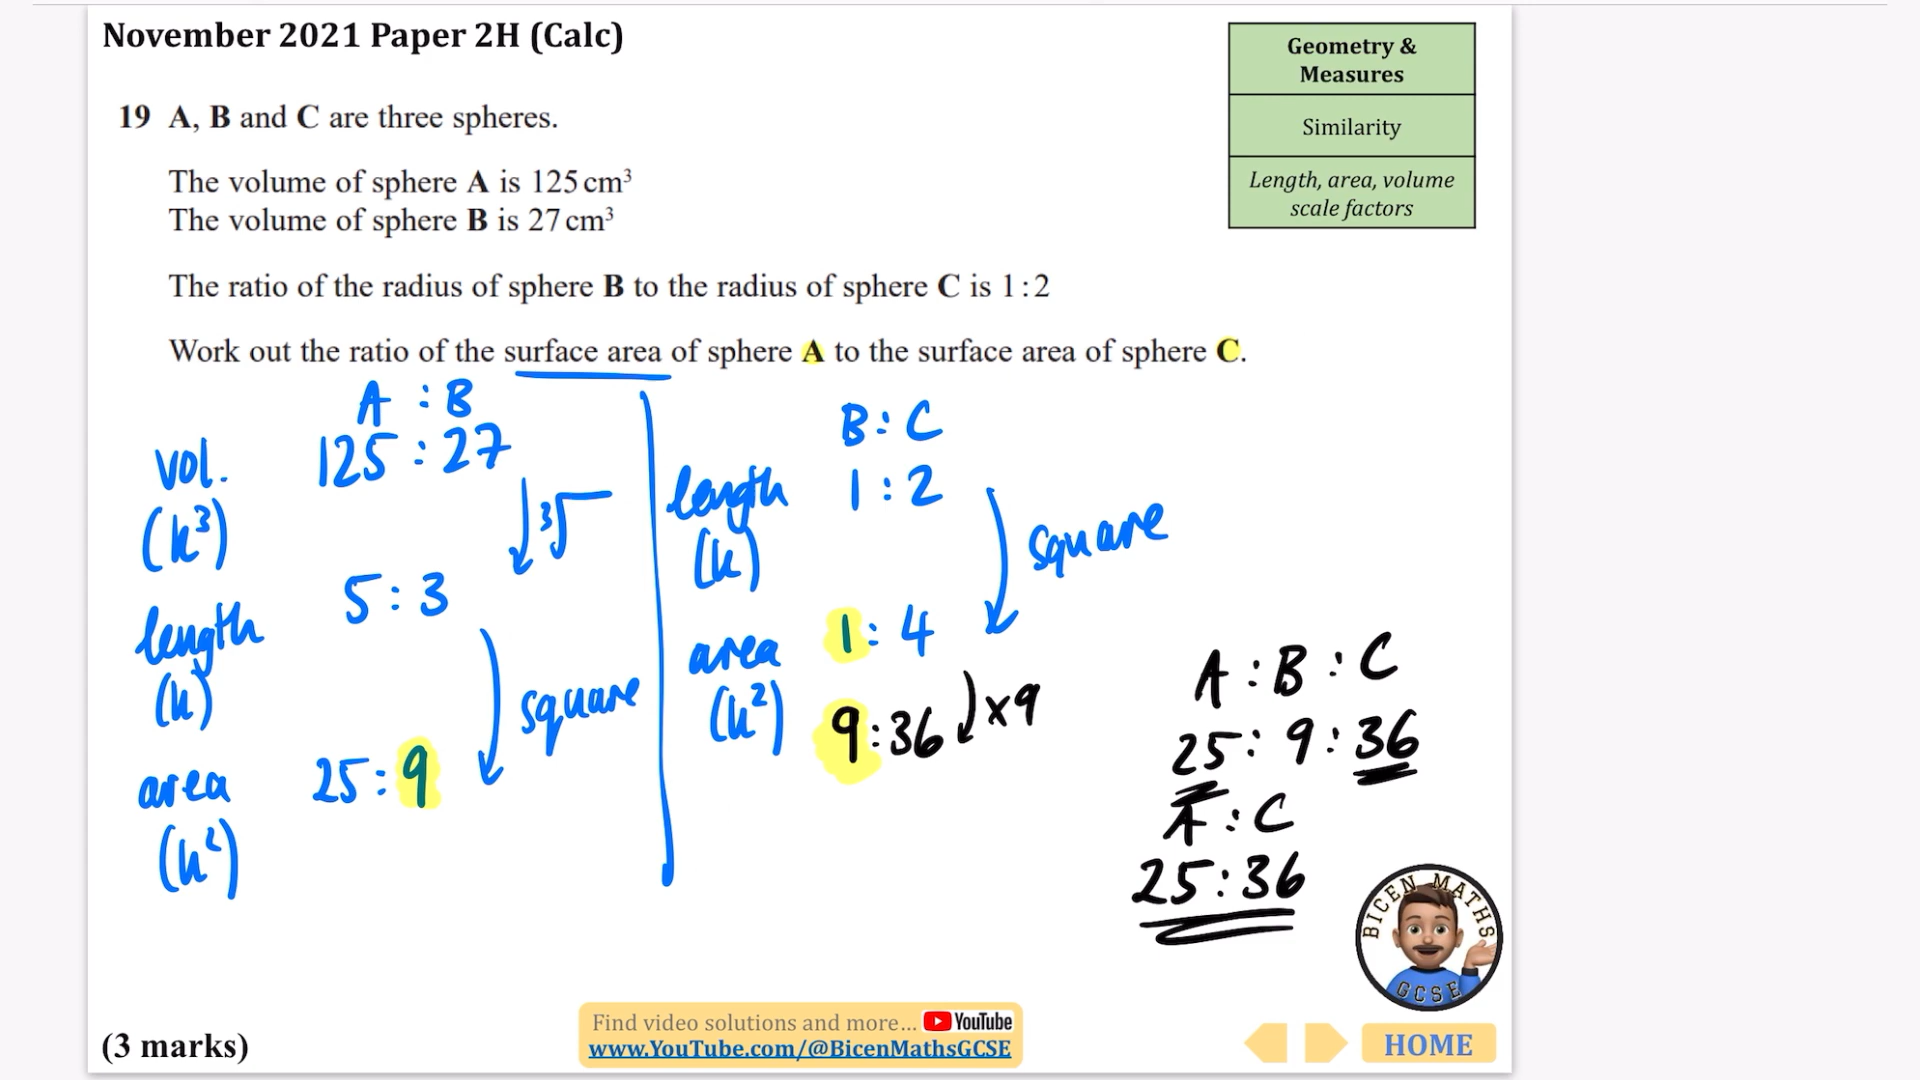 November 2021 Paper 2H (Calc)
Geometry &
Measures
Similarity
Length, area, volume
scale factors
19 A, B and C are three spheres.
The volume of sphere A is 125 cm³
The volume of sphere B is 27 cm³
The ratio of the radius of sphere B to the radius of sphere C is 1 : 2
Work out the ratio of the surface area of sphere A to the surface area of sphere C.
A : B
vol. 125 : 27
(k³)
³√
length 5 : 3
(k)
square
area 25 : 9
(k²)
B : C
length 1 : 2
(k)
square
area 1 : 4
(k²) 9 : 36 ×9
A : B : C
25 : 9 : 36
A : C
25 : 36
BICEN MATHS
GCSE
(3 marks)
Find video solutions and more... YouTube
www.YouTube.com/@BicenMathsGCSE
HOME